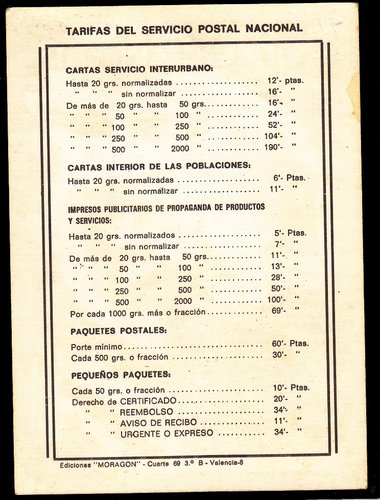 TARIFAS DEL SERVICIO POSTAL NACIONAL
CARTAS SERVICIO INTERURBANO:
Hasta 20 grs. normalizadas .................... 12'- Ptas.
" " " sin normalizar .................... 16'- "
De más de 20 grs. hasta 50 grs. .................... 16'- "
" " " 50 " " 100 " .................... 24'- "
" " " 100 " " 250 " .................... 52'- "
" " " 250 " " 500 " .................... 104'- "
" " " 500 " " 2000 " .................... 190'- "
CARTAS INTERIOR DE LAS POBLACIONES:
Hasta 20 grs. normalizadas .................... 6'- Ptas.
" " " sin normalizar .................... 11'- "
IMPRESOS PUBLICITARIOS DE PROPAGANDA DE PRODUCTOS
Y SERVICIOS:
Hasta 20 grs. normalizados .................... 5'- Ptas.
" " " sin normalizar .................... 7'- "
De más de 20 grs. hasta 50 grs. .................... 11'- "
" " " 50 " " 100 " .................... 13'- "
" " " 100 " " 250 " .................... 28'- "
" " " 250 " " 500 " .................... 50'- "
" " " 500 " " 2000 " .................... 100'- "
Por cada 1000 grs. más o fracción .................... 69'- "
PAQUETES POSTALES:
Porte mínimo .................... 60'- Ptas.
Cada 500 grs. o fracción .................... 30'- "
PEQUEÑOS PAQUETES:
Cada 50 grs. o fracción .................... 10'- Ptas.
Derecho de CERTIFICADO .................... 20'- "
" " REEMBOLSO .................... 34'- "
" " AVISO DE RECIBO .................... 11'- "
" " URGENTE O EXPRESO .................... 34'- "
Ediciones "MORAGON" - Cuarte 69 3.º B - Valencia-8